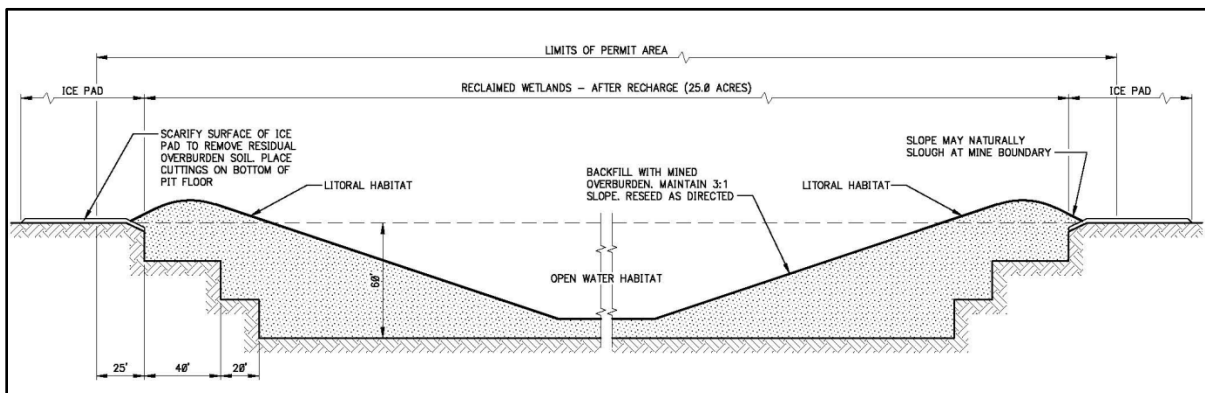 LIMITS OF PERMIT AREA
ICE PAD
RECLAIMED WETLANDS - AFTER RECHARGE (25.0 ACRES)
ICE PAD
SCARIFY SURFACE OF ICE
PAD TO REMOVE RESIDUAL
OVERBURDEN SOIL. PLACE
CUTTINGS ON BOTTOM OF
PIT FLOOR
LITORAL HABITAT
BACKFILL WITH MINED
OVERBURDEN. MAINTAIN 3:1
SLOPE. RESEED AS DIRECTED
LITORAL HABITAT
SLOPE MAY NATURALLY
SLOUGH AT MINE BOUNDARY
60'
OPEN WATER HABITAT
25'
40'
20'